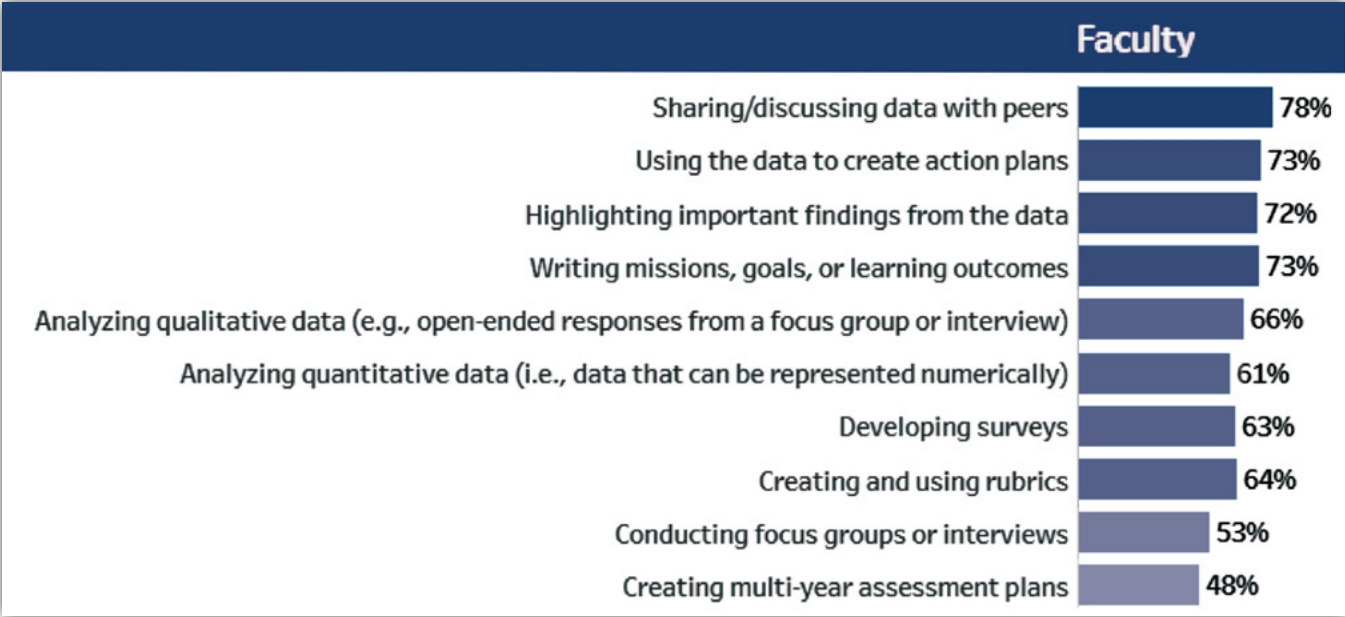 Faculty
Sharing/discussing data with peers 78%
Using the data to create action plans 73%
Highlighting important findings from the data 72%
Writing missions, goals, or learning outcomes 73%
Analyzing qualitative data (e.g., open-ended responses from a focus group or interview) 66%
Analyzing quantitative data (i.e., data that can be represented numerically) 61%
Developing surveys 63%
Creating and using rubrics 64%
Conducting focus groups or interviews 53%
Creating multi-year assessment plans 48%